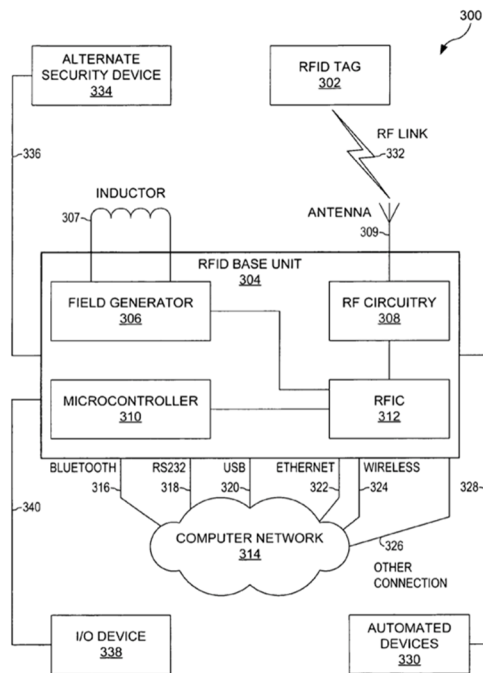 300
ALTERNATE
SECURITY DEVICE
334
RFID TAG
302
336
RF LINK
332
INDUCTOR
307
ANTENNA
309
RFID BASE UNIT
304
FIELD GENERATOR
306
RF CIRCUITRY
308
MICROCONTROLLER
310
RFIC
312
BLUETOOTH
316
RS232
318
USB
320
ETHERNET
322
WIRELESS
324
328
340
COMPUTER NETWORK
314
326
OTHER
CONNECTION
I/O DEVICE
338
AUTOMATED
DEVICES
330